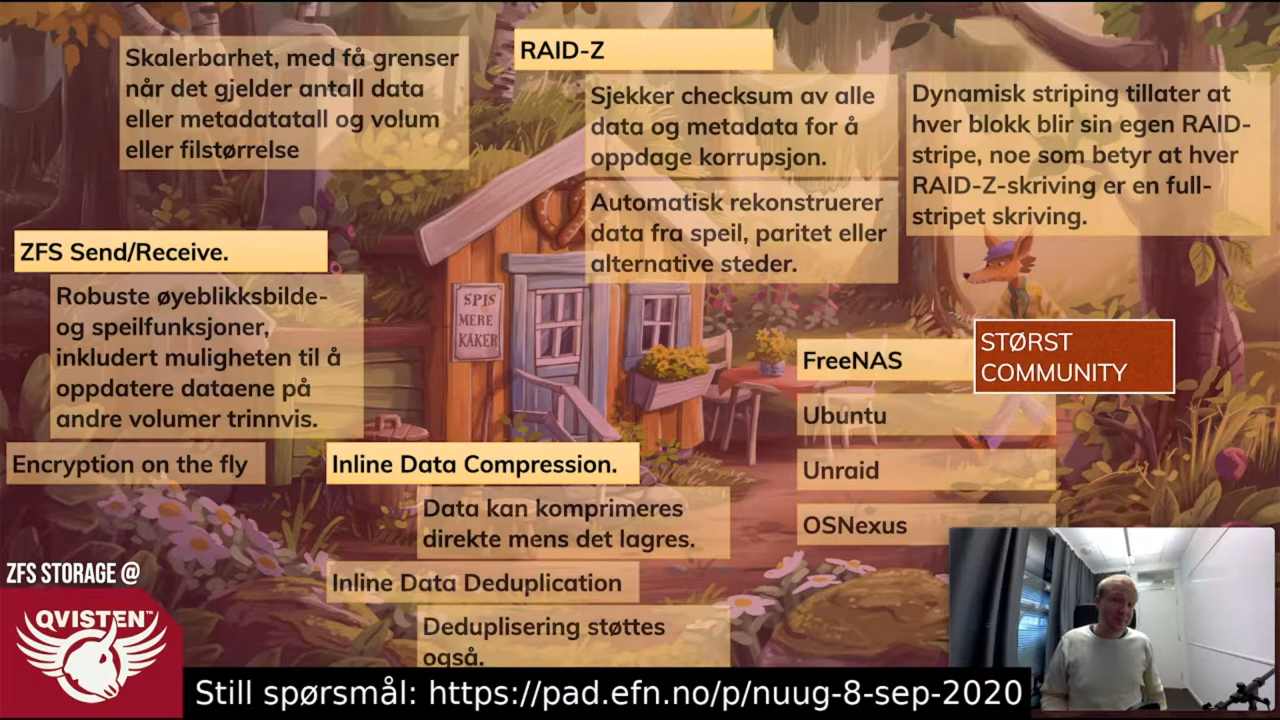 Skalerbarhet, med få grenser
når det gjelder antall data
eller metadatatall og volum
eller filstørrelse
RAID-Z
Sjekker checksum av alle
data og metadata for å
oppdage korrupsjon.
Automatisk rekonstruerer
data fra speil, paritet eller
alternative steder.
Dynamisk striping tillater at
hver blokk blir sin egen RAID-
stripe, noe som betyr at hver
RAID-Z-skriving er en full-
stripet skriving.
ZFS Send/Receive.
Robuste øyeblikksbilde-
og speilfunksjoner,
inkludert muligheten til å
oppdatere dataene på
andre volumer trinnvis.
Encryption on the fly
SPIS
MERE
KAKER
Inline Data Compression.
Data kan komprimeres
direkte mens det lagres.
Inline Data Deduplication
Deduplisering støttes
også.
FreeNAS
STØRST
COMMUNITY
Ubuntu
Unraid
OSNexus
ZFS STORAGE @
QVISTEN™
Still spørsmål: https://pad.efn.no/p/nuug-8-sep-2020